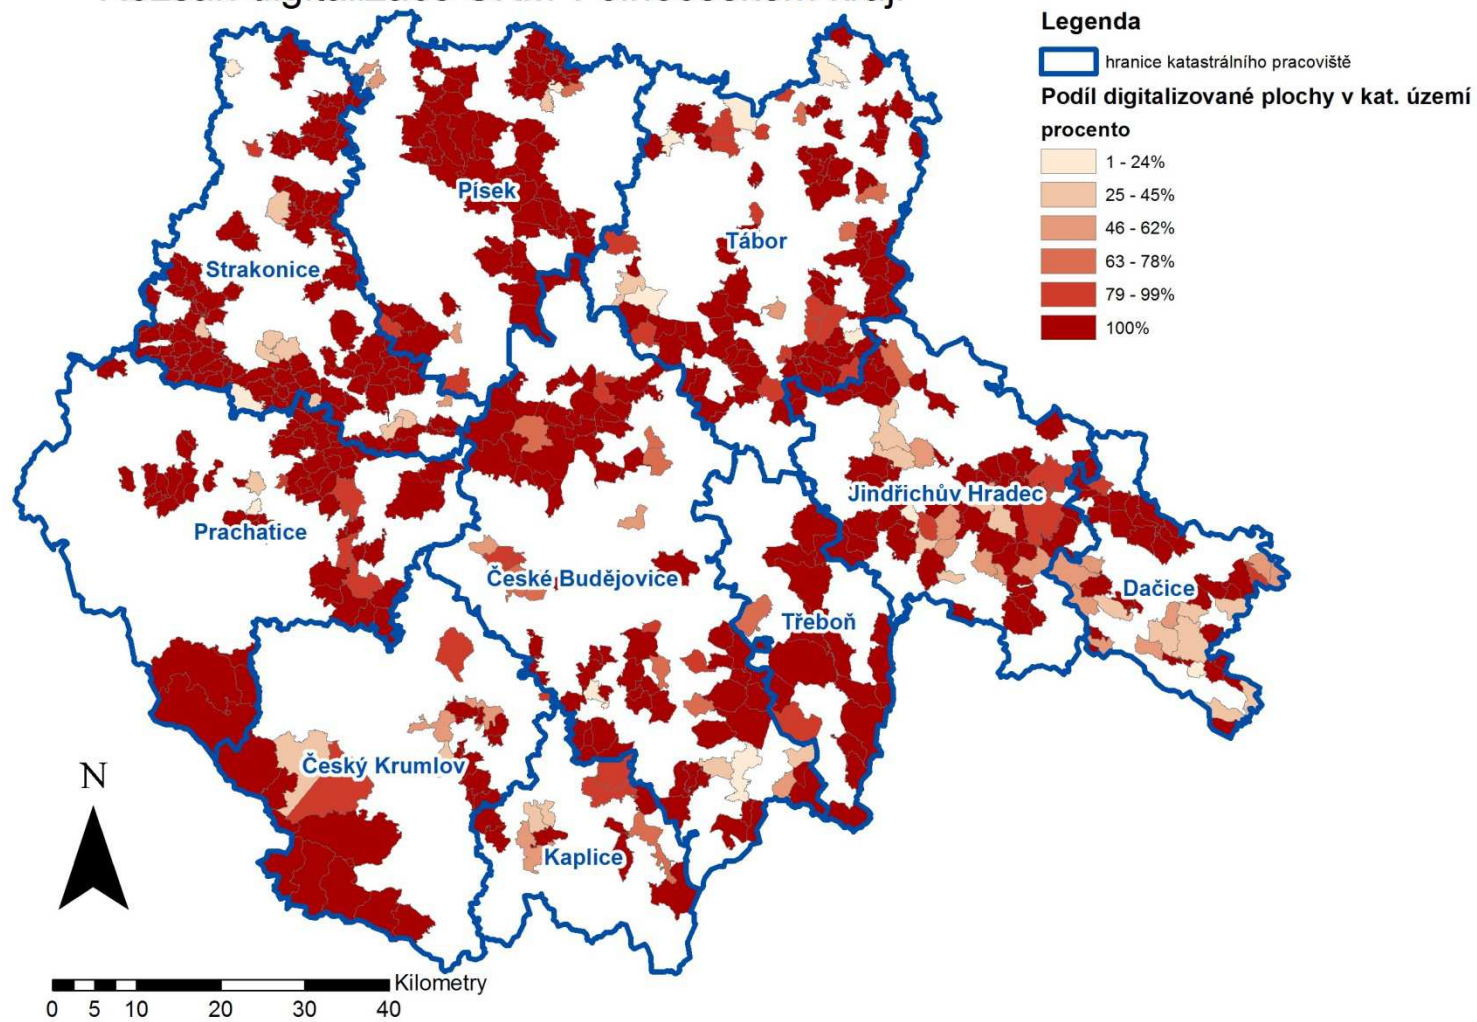 Legenda
hranice katastrálního pracoviště
Podíl digitalizované plochy v kat. území
procento
1 - 24%
25 - 45%
46 - 62%
63 - 78%
79 - 99%
100%
Písek
Tábor
Strakonice
Jindřichův Hradec
Prachatice
České Budějovice
Dačice
Třeboň
Český Krumlov
Kaplice
N
Kilometry
0 5 10 20 30 40